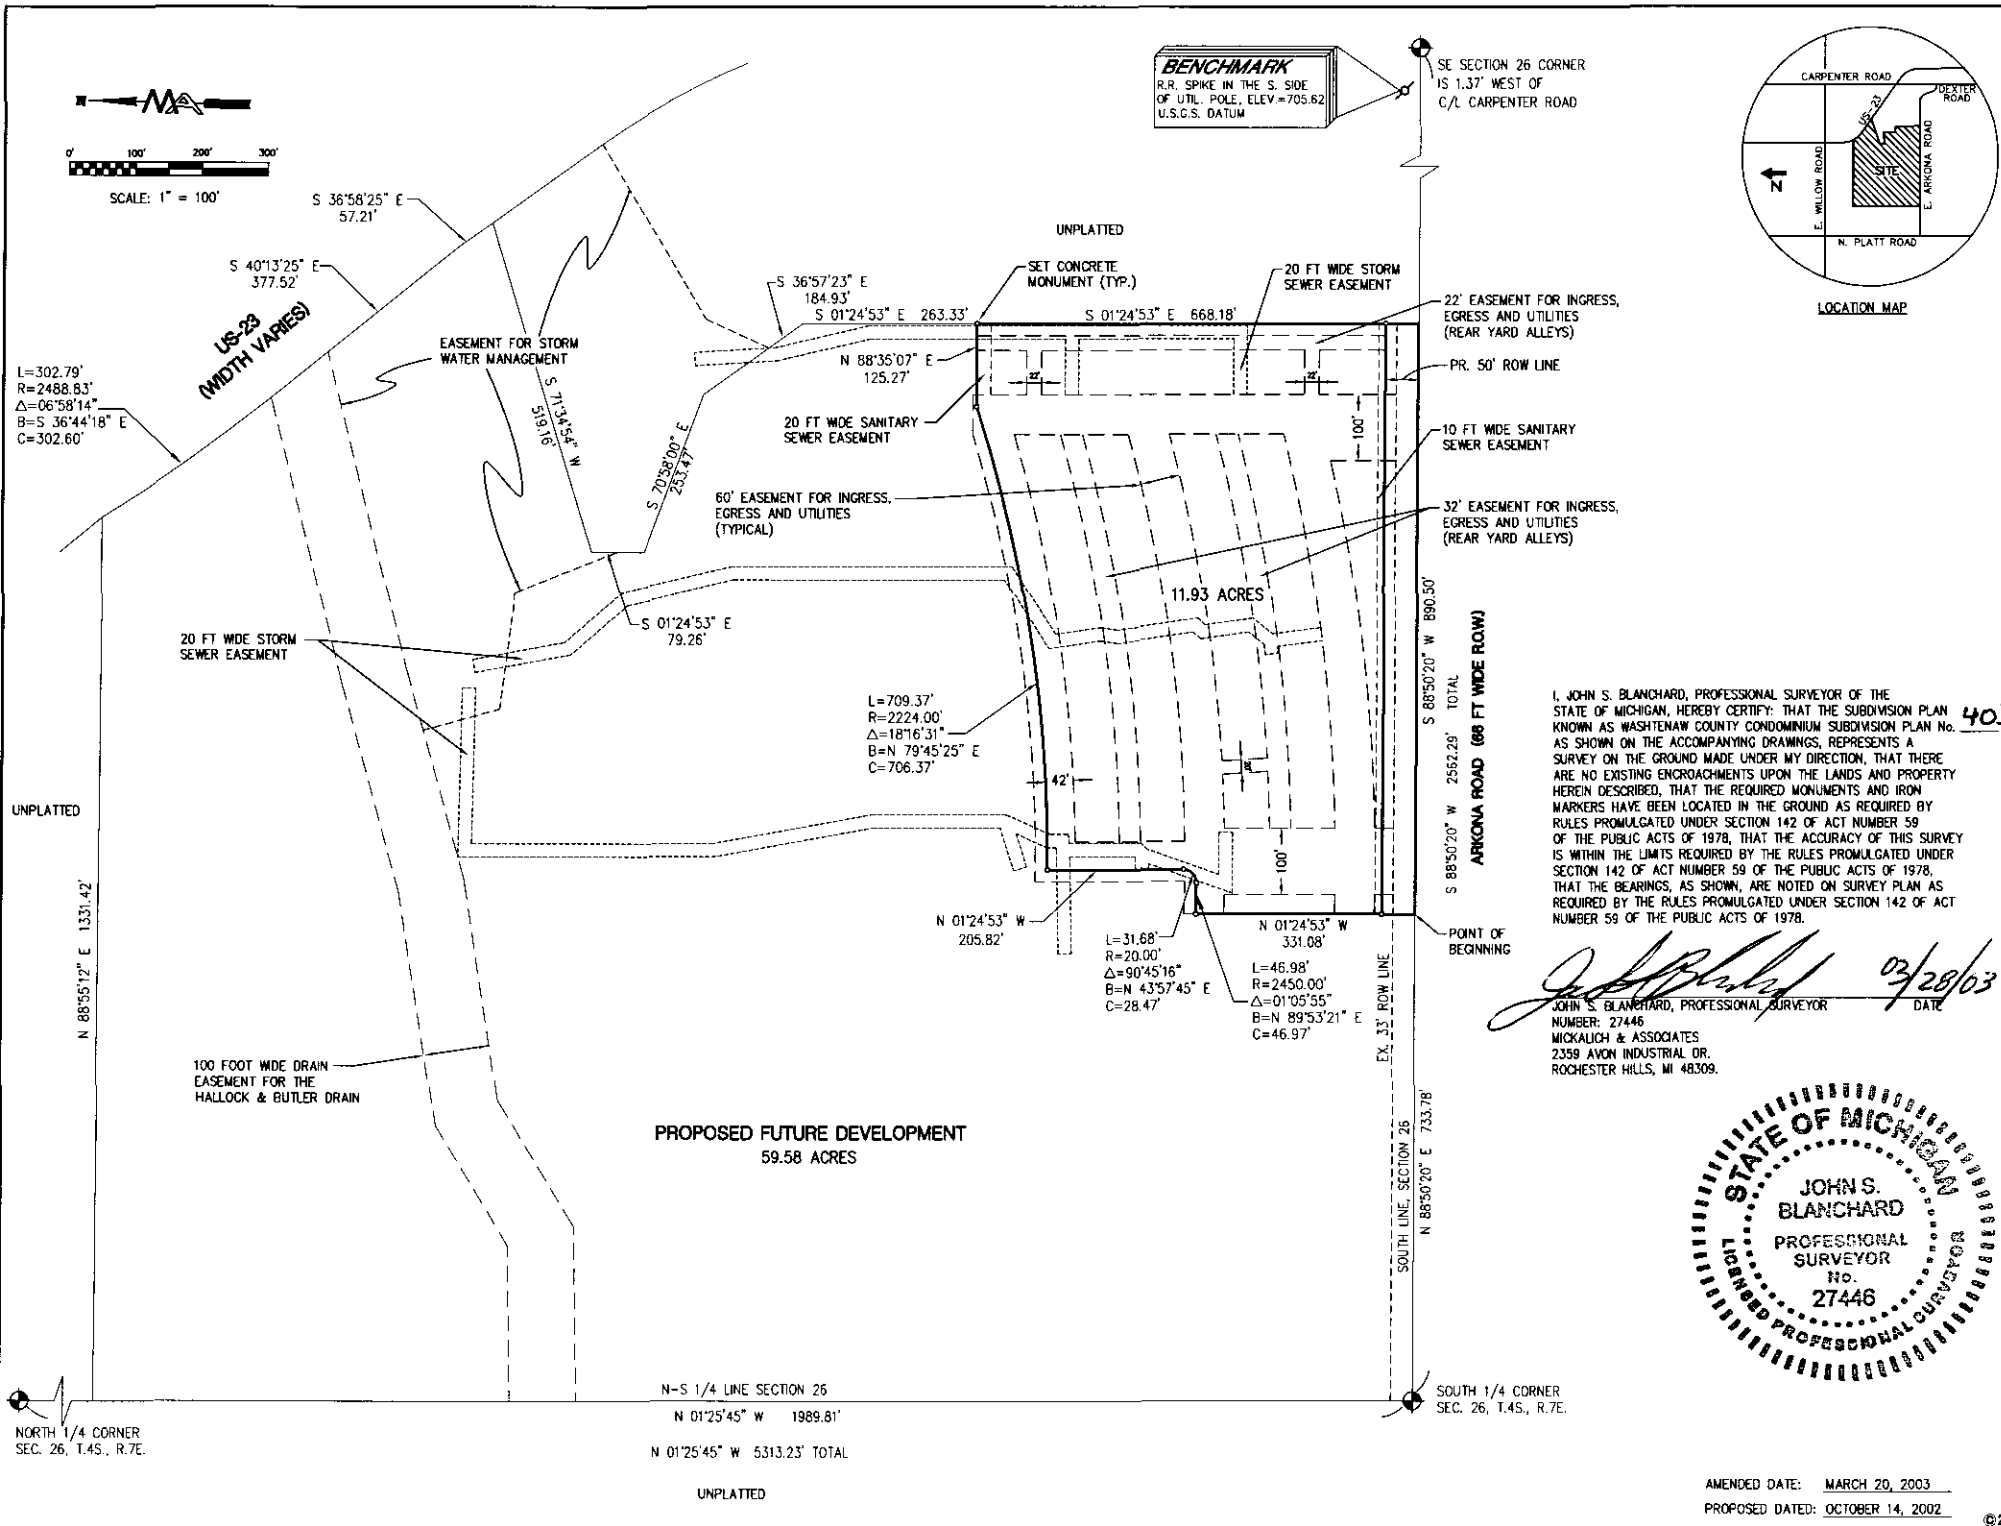 N MA
0' 100' 200' 300'
SCALE: 1" = 100'
BENCHMARK
R.R. SPIKE IN THE S. SIDE
OF UTIL. POLE, ELEV.=705.62
U.S.G.S. DATUM
SE SECTION 26 CORNER
IS 1.37' WEST OF
C/L CARPENTER ROAD
CARPENTER ROAD
DEXTER
ROAD
US-23
SITE
E. WILLOW ROAD
E. ARKONA ROAD
N
N. PLATT ROAD
LOCATION MAP
S 36°58'25" E
57.21'
S 40°13'25" E
377.52'
US-23
(WIDTH VARIES)
L=302.79'
R=2488.83'
Δ=06°58'14"
B=S 36°44'18" E
C=302.60'
EASEMENT FOR STORM
WATER MANAGEMENT
S 71°34'54" W
519.16'
S 70°58'00" E
253.47'
S 36°57'23" E
184.93'
S 01°24'53" E 263.33'
UNPLATTED
SET CONCRETE
MONUMENT (TYP.)
S 01°24'53" E 668.18'
20 FT WIDE STORM
SEWER EASEMENT
22' EASEMENT FOR INGRESS,
EGRESS AND UTILITIES
(REAR YARD ALLEYS)
N 88°35'07" E
125.27'
22'
22'
PR. 50' ROW LINE
20 FT WIDE SANITARY
SEWER EASEMENT
100'
10 FT WIDE SANITARY
SEWER EASEMENT
60' EASEMENT FOR INGRESS,
EGRESS AND UTILITIES
(TYPICAL)
32' EASEMENT FOR INGRESS,
EGRESS AND UTILITIES
(REAR YARD ALLEYS)
11.93 ACRES
S 01°24'53" E
79.26'
20 FT WIDE STORM
SEWER EASEMENT
S 88°50'20" W 890.50'
S 88°50'20" W 2562.29' TOTAL
ARKONA ROAD (66 FT WIDE R.O.W.)
L=709.37'
R=2224.00'
Δ=18°16'31"
B=N 79°45'25" E
C=706.37'
42'
100'
UNPLATTED
N 88°55'12" E 1331.42'
N 01°24'53" W
205.82'
L=31.68'
R=20.00'
Δ=90°45'16"
B=N 43°57'45" E
C=28.47'
N 01°24'53" W
331.08'
L=46.98'
R=2450.00'
Δ=01°05'55"
B=N 89°53'21" E
C=46.97'
POINT OF
BEGINNING
EX. 33' ROW LINE
SOUTH LINE, SECTION 26
N 88°50'20" E 733.78'
100 FOOT WIDE DRAIN
EASEMENT FOR THE
HALLOCK & BUTLER DRAIN
PROPOSED FUTURE DEVELOPMENT
59.58 ACRES
I, JOHN S. BLANCHARD, PROFESSIONAL SURVEYOR OF THE
STATE OF MICHIGAN, HEREBY CERTIFY: THAT THE SUBDIVISION PLAN
KNOWN AS WASHTENAW COUNTY CONDOMINIUM SUBDIVISION PLAN No.
AS SHOWN ON THE ACCOMPANYING DRAWINGS, REPRESENTS A
SURVEY ON THE GROUND MADE UNDER MY DIRECTION, THAT THERE
ARE NO EXISTING ENCROACHMENTS UPON THE LANDS AND PROPERTY
HEREIN DESCRIBED, THAT THE REQUIRED MONUMENTS AND IRON
MARKERS HAVE BEEN LOCATED IN THE GROUND AS REQUIRED BY
RULES PROMULGATED UNDER SECTION 142 OF ACT NUMBER 59
OF THE PUBLIC ACTS OF 1978, THAT THE ACCURACY OF THIS SURVEY
IS WITHIN THE LIMITS REQUIRED BY THE RULES PROMULGATED UNDER
SECTION 142 OF ACT NUMBER 59 OF THE PUBLIC ACTS OF 1978,
THAT THE BEARINGS, AS SHOWN, ARE NOTED ON SURVEY PLAN AS
REQUIRED BY THE RULES PROMULGATED UNDER SECTION 142 OF ACT
NUMBER 59 OF THE PUBLIC ACTS OF 1978.
03/28/03
JOHN S. BLANCHARD, PROFESSIONAL SURVEYOR DATE
NUMBER: 27446
MICKALICH & ASSOCIATES
2359 AVON INDUSTRIAL DR.
ROCHESTER HILLS, MI 48309.
STATE OF MICHIGAN
JOHN S.
BLANCHARD
PROFESSIONAL
SURVEYOR
No.
27446
LICENSED PROFESSIONAL SURVEYOR
N-S 1/4 LINE SECTION 26
N 01°25'45" W 1989.81'
N 01°25'45" W 5313.23' TOTAL
UNPLATTED
NORTH 1/4 CORNER
SEC. 26, T.4S., R.7E.
SOUTH 1/4 CORNER
SEC. 26, T.4S., R.7E.
AMENDED DATE: MARCH 20, 2003
PROPOSED DATED: OCTOBER 14, 2002